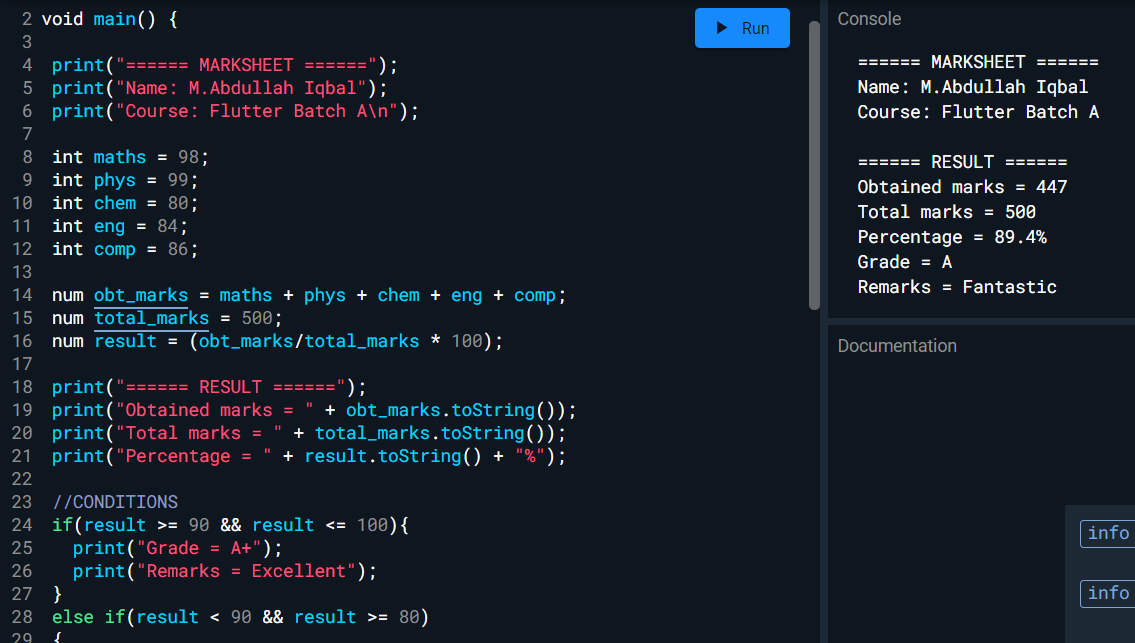 2 void main() {
3
4 print("====== MARKSHEET ======");
5 print("Name: M.Abdullah Iqbal");
6 print("Course: Flutter Batch A\n");
7
8 int maths = 98;
9 int phys = 99;
10 int chem = 80;
11 int eng = 84;
12 int comp = 86;
13
14 num obt_marks = maths + phys + chem + eng + comp;
15 num total_marks = 500;
16 num result = (obt_marks/total_marks * 100);
17
18 print("====== RESULT ======");
19 print("Obtained marks = " + obt_marks.toString());
20 print("Total marks = " + total_marks.toString());
21 print("Percentage = " + result.toString() + "%");
22
23 //CONDITIONS
24 if(result >= 90 && result <= 100){
25 print("Grade = A+");
26 print("Remarks = Excellent");
27 }
28 else if(result < 90 && result >= 80)
29 {
Run
Console
====== MARKSHEET ======
Name: M.Abdullah Iqbal
Course: Flutter Batch A
====== RESULT ======
Obtained marks = 447
Total marks = 500
Percentage = 89.4%
Grade = A
Remarks = Fantastic
Documentation
info
info